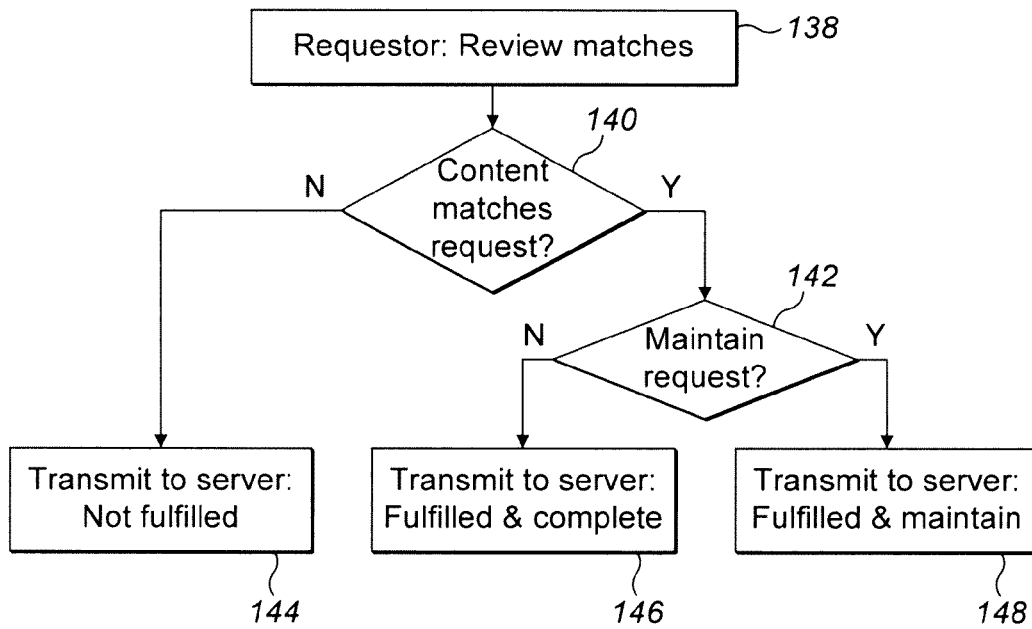 Requestor: Review matches
138
140
N
Content
matches
request?
Y
142
N
Maintain
request?
Y
Transmit to server:
Not fulfilled
Transmit to server:
Fulfilled & complete
Transmit to server:
Fulfilled & maintain
144
146
148